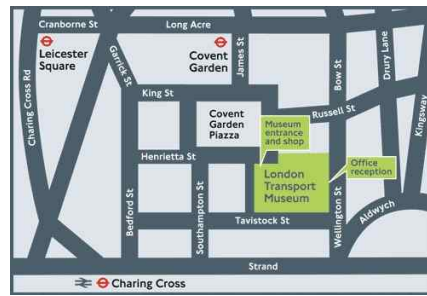 Cranborne St
Long Acre
Leicester
Square
Covent
Garden
Charing Cross Rd
Garrick St
James St
Bow St
Drury Lane
Kingsway
King St
Russell St
Covent
Garden
Piazza
Museum
entrance
and shop
Henrietta St
Office
reception
London
Transport
Museum
Bedford St
Southampton St
Tavistock St
Wellington St
Aldwych
Strand
Charing Cross